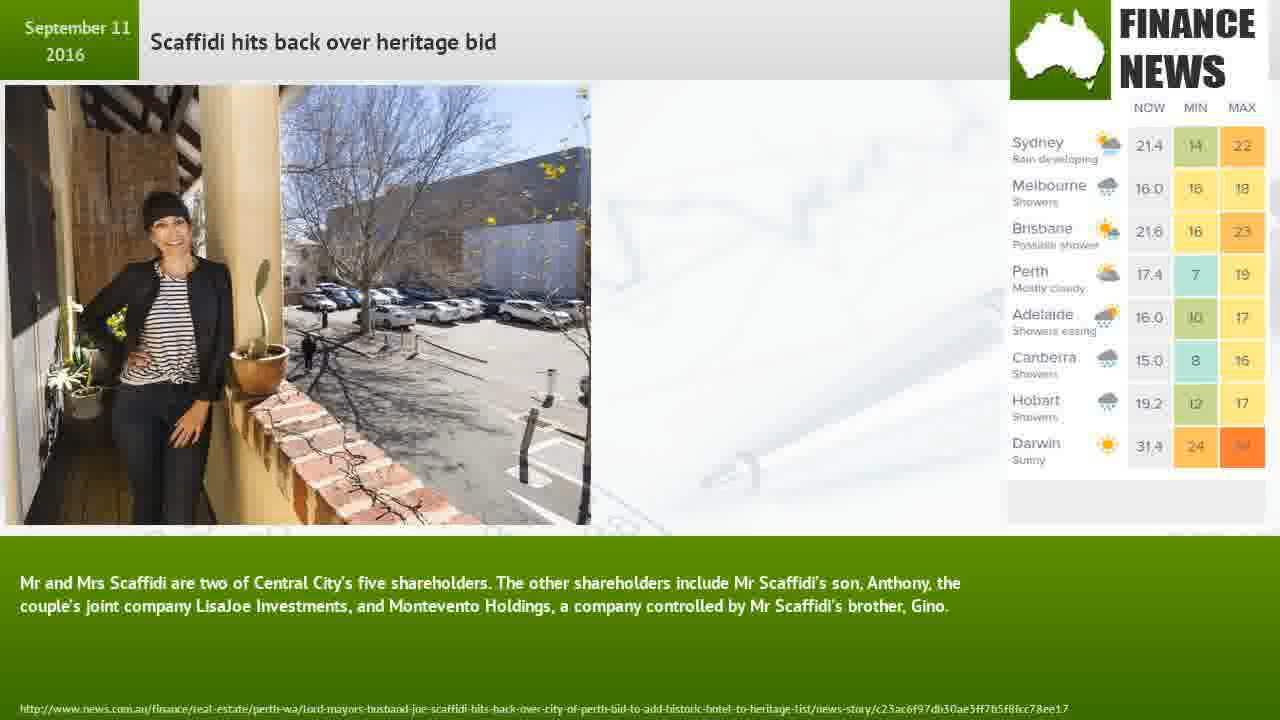 September 11
2016
Scaffidi hits back over heritage bid
FINANCE
NEWS
NOW MIN MAX
Sydney 21.4 14 22
Rain developing
Melbourne 16.0 16 18
Showers
Brisbane 21.6 16 23
Possible shower
Perth 17.4 7 19
Mostly cloudy
Adelaide 16.0 10 17
Showers easing
Canberra 15.0 8 16
Showers
Hobart 19.2 12 17
Showers
Darwin 31.4 24
Sunny
Mr and Mrs Scaffidi are two of Central City's five shareholders. The other shareholders include Mr Scaffidi's son, Anthony, the
couple's joint company LisaJoe Investments, and Montevento Holdings, a company controlled by Mr Scaffidi's brother, Gino.
http://www.news.com.au/finance/real-estate/perth-wa/lord-mayors-husband-joe-scaffidi-hits-back-over-city-of-perth-bid-to-add-historic-hotel-to-heritage-list/news-story/c23ac6f97db30ae3ff7b5f86cc78ee17